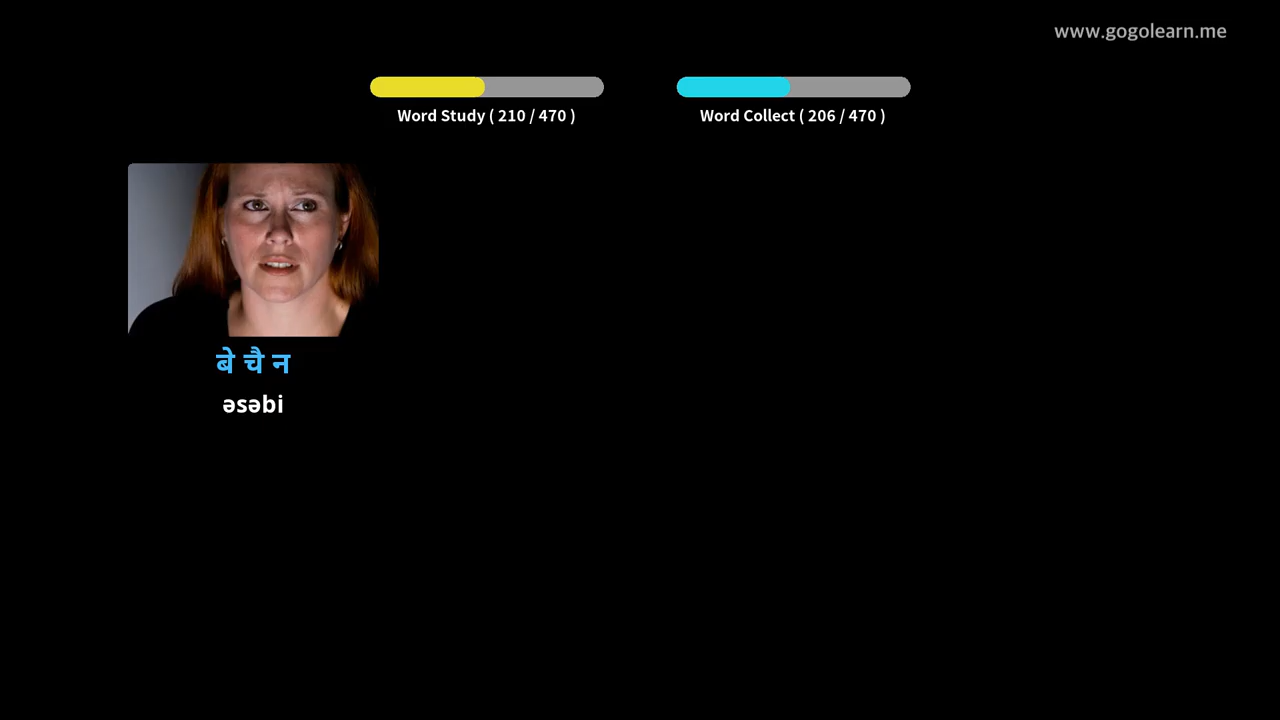 www.gogolearn.me
Word Study ( 210 / 470 )
Word Collect ( 206 / 470 )
बे चै न
əsəbi